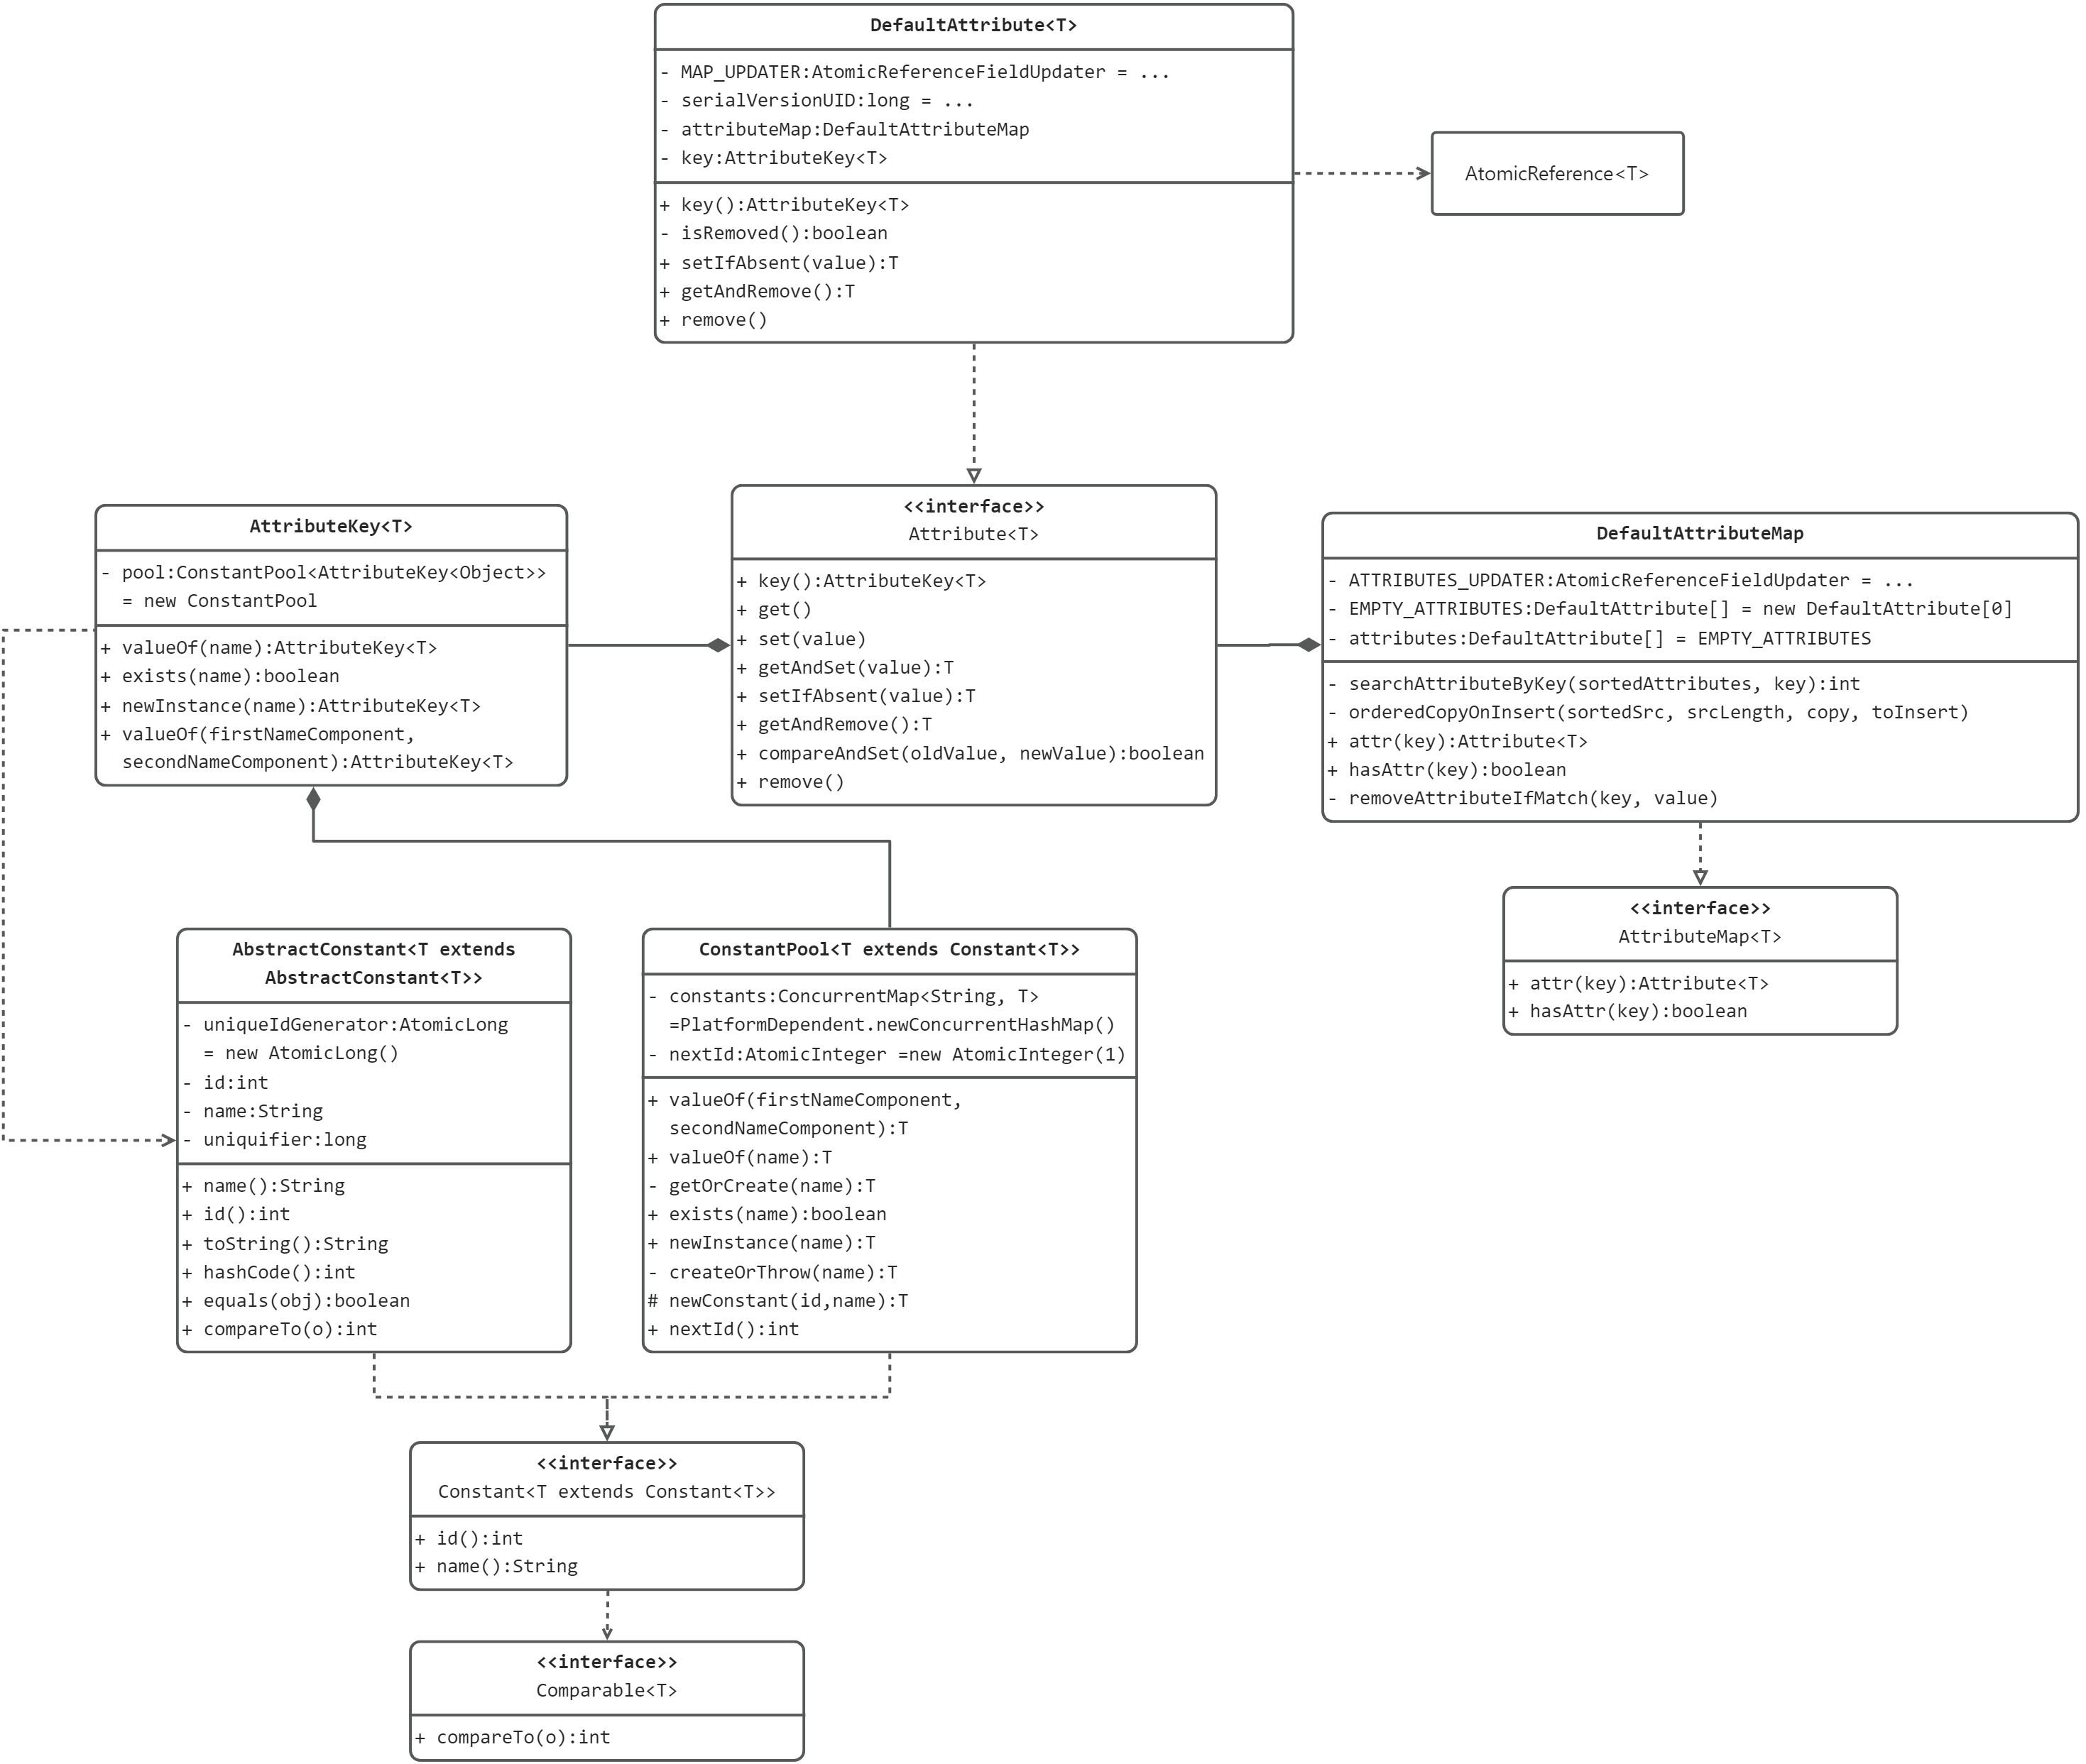 DefaultAttribute<T>
- MAP_UPDATER:AtomicReferenceFieldUpdater = ...
- serialVersionUID:long = ...
- attributeMap:DefaultAttributeMap
- key:AttributeKey<T>
+ key():AttributeKey<T>
- isRemoved():boolean
+ setIfAbsent(value):T
+ getAndRemove():T
+ remove()
AtomicReference<T>
AttributeKey<T>
- pool:ConstantPool<AttributeKey<Object>>
= new ConstantPool
+ valueOf(name):AttributeKey<T>
+ exists(name):boolean
+ newInstance(name):AttributeKey<T>
+ valueOf(firstNameComponent,
secondNameComponent):AttributeKey<T>
<<interface>>
Attribute<T>
+ key():AttributeKey<T>
+ get()
+ set(value)
+ getAndSet(value):T
+ setIfAbsent(value):T
+ getAndRemove():T
+ compareAndSet(oldValue, newValue):boolean
+ remove()
DefaultAttributeMap
- ATTRIBUTES_UPDATER:AtomicReferenceFieldUpdater = ...
- EMPTY_ATTRIBUTES:DefaultAttribute[] = new DefaultAttribute[0]
- attributes:DefaultAttribute[] = EMPTY_ATTRIBUTES
- searchAttributeByKey(sortedAttributes, key):int
- orderedCopyOnInsert(sortedSrc, srcLength, copy, toInsert)
+ attr(key):Attribute<T>
+ hasAttr(key):boolean
- removeAttributeIfMatch(key, value)
<<interface>>
AttributeMap<T>
+ attr(key):Attribute<T>
+ hasAttr(key):boolean
AbstractConstant<T extends
AbstractConstant<T>>
- uniqueIdGenerator:AtomicLong
= new AtomicLong()
- id:int
- name:String
- uniquifier:long
+ name():String
+ id():int
+ toString():String
+ hashCode():int
+ equals(obj):boolean
+ compareTo(o):int
ConstantPool<T extends Constant<T>>
- constants:ConcurrentMap<String, T>
=PlatformDependent.newConcurrentHashMap()
- nextId:AtomicInteger =new AtomicInteger(1)
+ valueOf(firstNameComponent,
secondNameComponent):T
+ valueOf(name):T
- getOrCreate(name):T
+ exists(name):boolean
+ newInstance(name):T
- createOrThrow(name):T
# newConstant(id,name):T
+ nextId():int
<<interface>>
Constant<T extends Constant<T>>
+ id():int
+ name():String
<<interface>>
Comparable<T>
+ compareTo(o):int